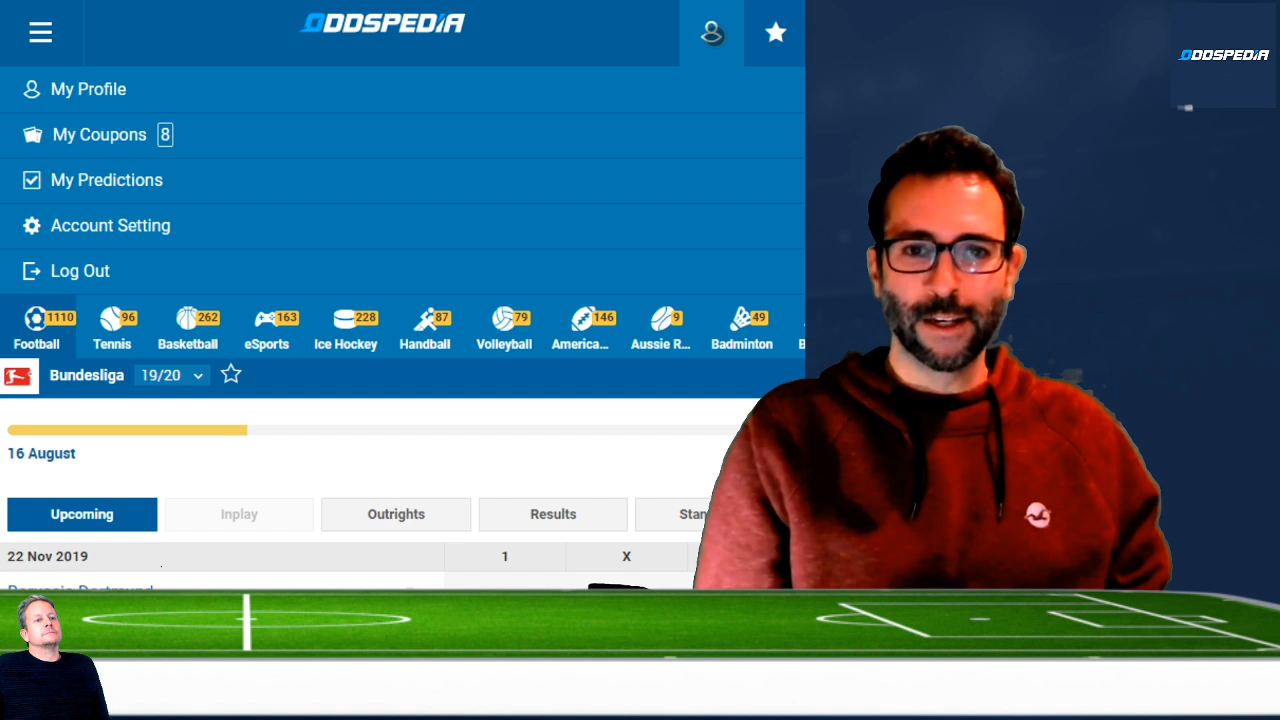 ODDSPEDIA
ODDSPEDIA
My Profile
My Coupons 8
My Predictions
Account Setting
Log Out
1110 96 262 163 228 87 79 146 9 49
Football Tennis Basketball eSports Ice Hockey Handball Volleyball America... Aussie R... Badminton B
Bundesliga 19/20
16 August
Upcoming Inplay Outrights Results Stan
22 Nov 2019 1 X